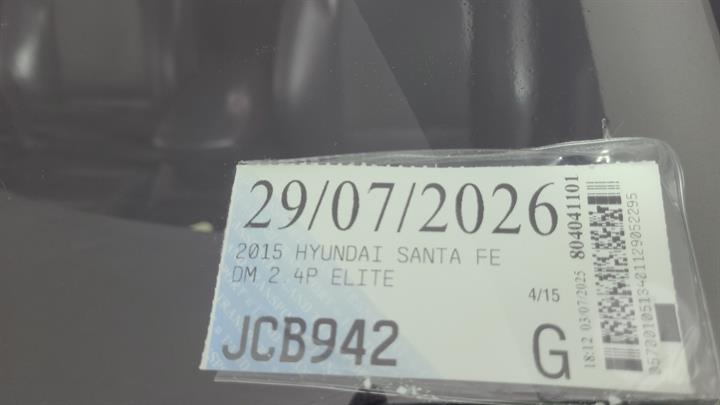 29/07/2026
2015 HYUNDAI SANTA FE
DM 2.4P ELITE
4/15
JCB942
G
18:12 03/07/2025 804041101